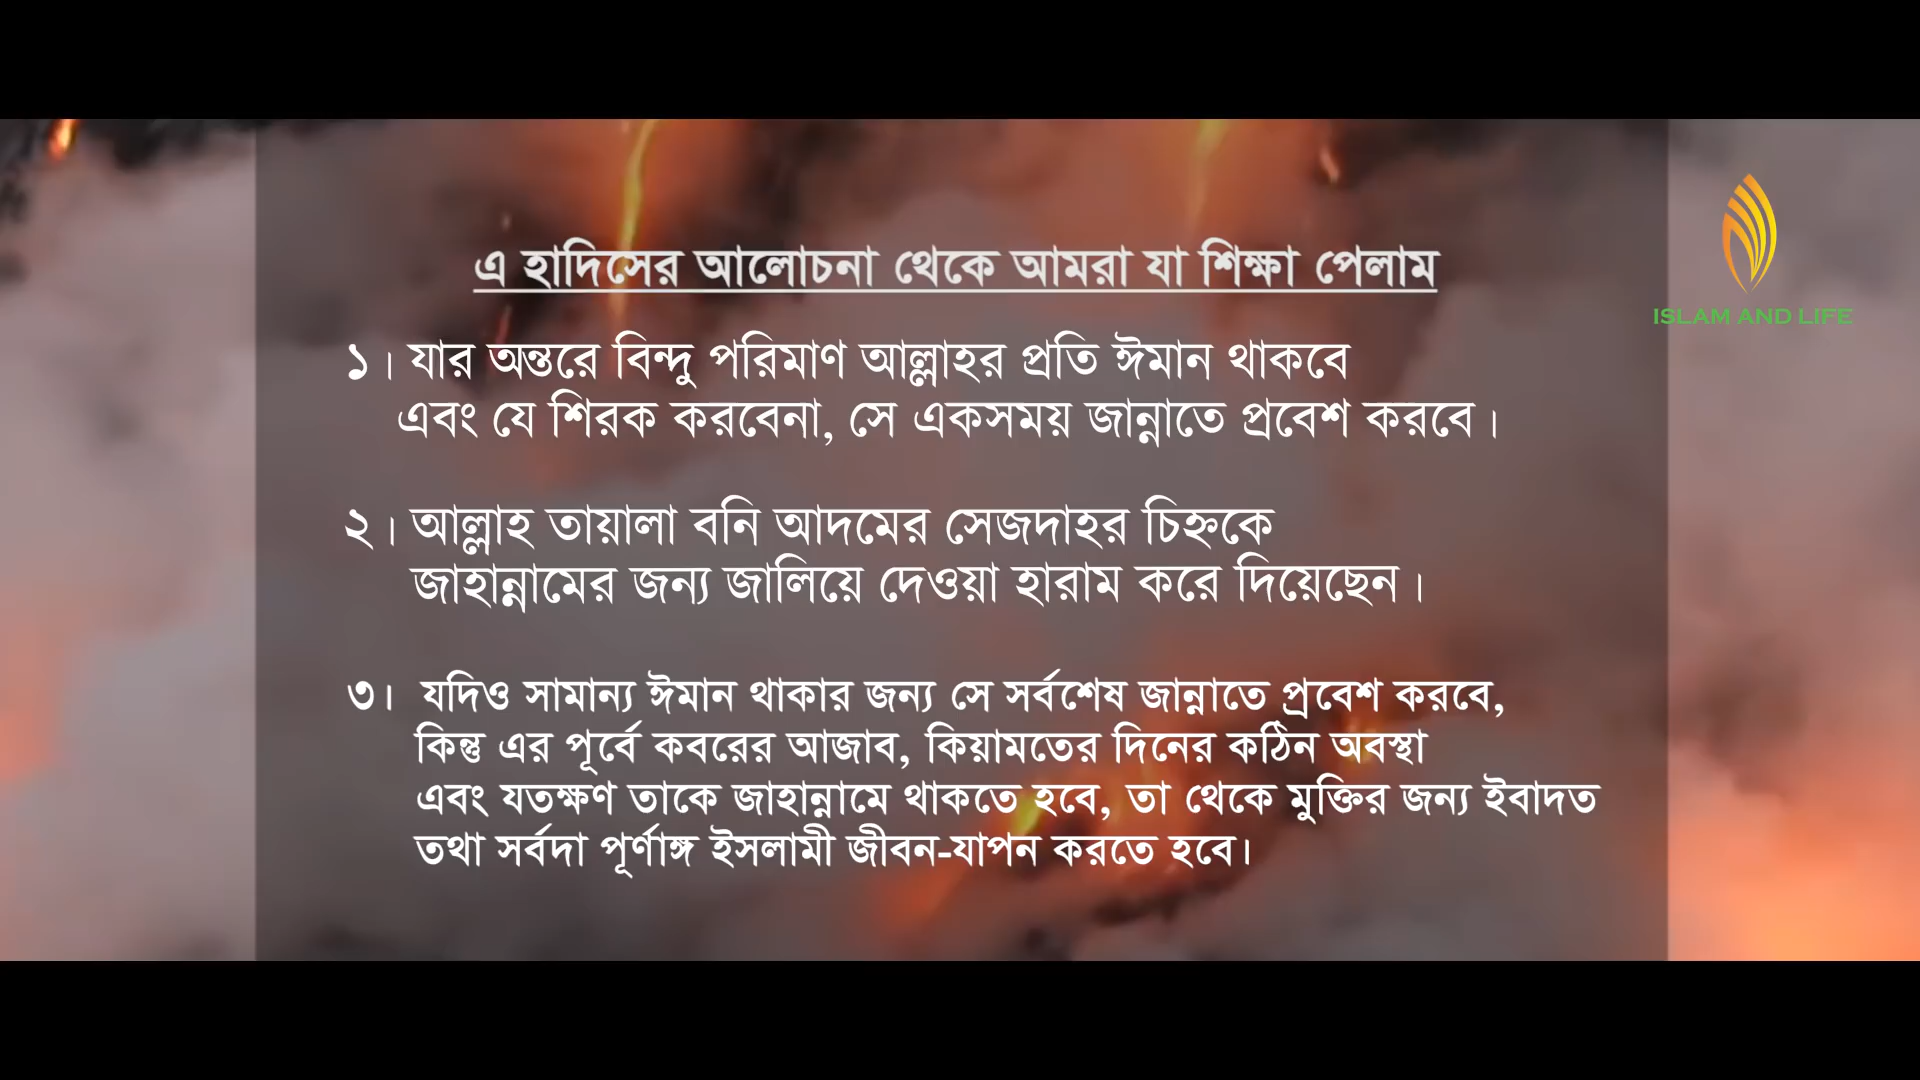 এ হাদিসের আলোচনা থেকে আমরা যা শিক্ষা পেলাম
ISLAM AND LIFE
১। যার অন্তরে বিন্দু পরিমাণ আল্লাহর প্রতি ঈমান থাকবে
এবং যে শিরক করবেনা, সে একসময় জান্নাতে প্রবেশ করবে।
২। আল্লাহ তায়ালা বনি আদমের সেজদাহর চিহ্নকে
জাহান্নামের জন্য জালিয়ে দেওয়া হারাম করে দিয়েছেন।
৩। যদিও সামান্য ঈমান থাকার জন্য সে সর্বশেষ জান্নাতে প্রবেশ করবে,
কিন্তু এর পূর্বে কবরের আজাব, কিয়ামতের দিনের কঠিন অবস্থা
এবং যতক্ষণ তাকে জাহান্নামে থাকতে হবে, তা থেকে মুক্তির জন্য ইবাদত
তথা সর্বদা পূর্ণাঙ্গ ইসলামী জীবন-যাপন করতে হবে।